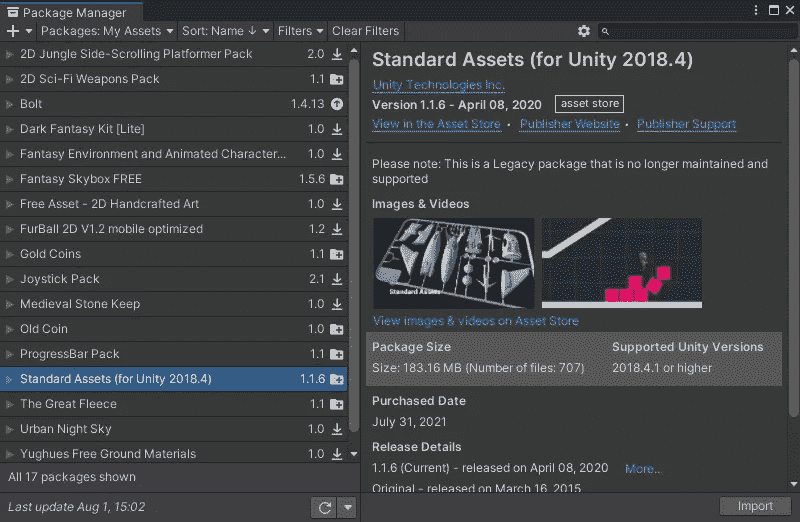 Package Manager
Packages: My Assets
Sort: Name ↓
Filters
Clear Filters
2D Jungle Side-Scrolling Platformer Pack 2.0
2D Sci-Fi Weapons Pack 1.1
Bolt 1.4.13
Dark Fantasy Kit [Lite] 1.0
Fantasy Environment and Animated Character... 1.0
Fantasy Skybox FREE 1.5.6
Free Asset - 2D Handcrafted Art 1.0
FurBall 2D V1.2 mobile optimized 1.2
Gold Coins 1.1
Joystick Pack 2.1
Medieval Stone Keep 1.0
Old Coin 1.0
ProgressBar Pack 1.1
Standard Assets (for Unity 2018.4) 1.1.6
The Great Fleece 1.1
Urban Night Sky 1.0
Yughues Free Ground Materials 1.0
All 17 packages shown
Last update Aug 1, 15:02
Standard Assets (for Unity 2018.4)
Unity Technologies Inc.
Version 1.1.6 - April 08, 2020 asset store
View in the Asset Store • Publisher Website • Publisher Support
Please note: This is a Legacy package that is no longer maintained and
supported
Images & Videos
Standard Assets
View images & videos on Asset Store
Package Size Supported Unity Versions
Size: 183.16 MB (Number of files: 707) 2018.4.1 or higher
Purchased Date
July 31, 2021
Release Details
1.1.6 (Current) - released on April 08, 2020 More...
Original - released on March 16, 2015
Import